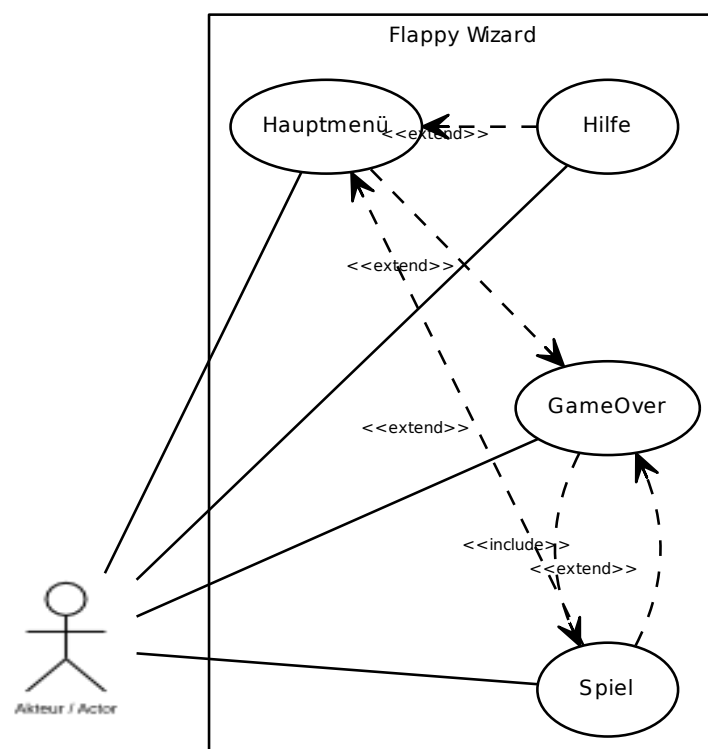 Flappy Wizard
Hauptmenü
<<extend>>
Hilfe
<<extend>>
GameOver
<<extend>>
<<include>>
<<extend>>
Spiel
Akteur / Actor